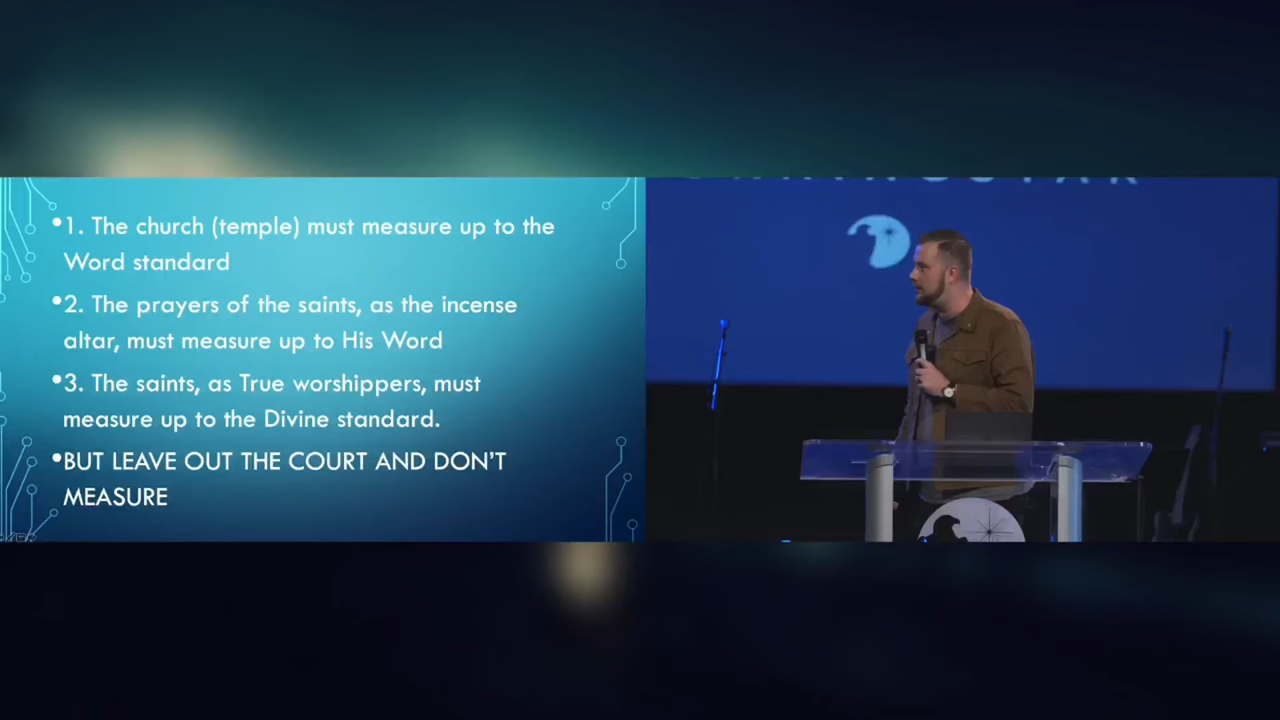 •1. The church (temple) must measure up to the
Word standard
•2. The prayers of the saints, as the incense
altar, must measure up to His Word
•3. The saints, as True worshippers, must
measure up to the Divine standard.
•BUT LEAVE OUT THE COURT AND DON'T
MEASURE